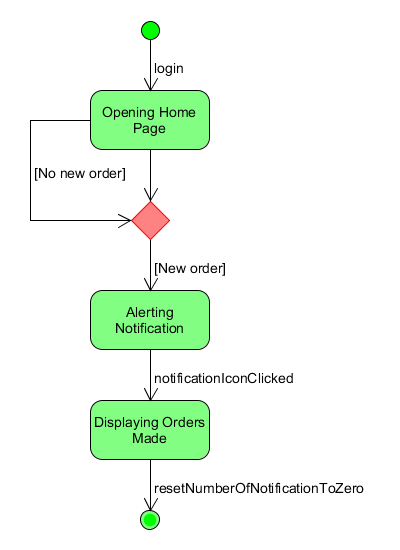 login
Opening Home
Page
[No new order]
[New order]
Alerting
Notification
notificationIconClicked
Displaying Orders
Made
resetNumberOfNotificationToZero